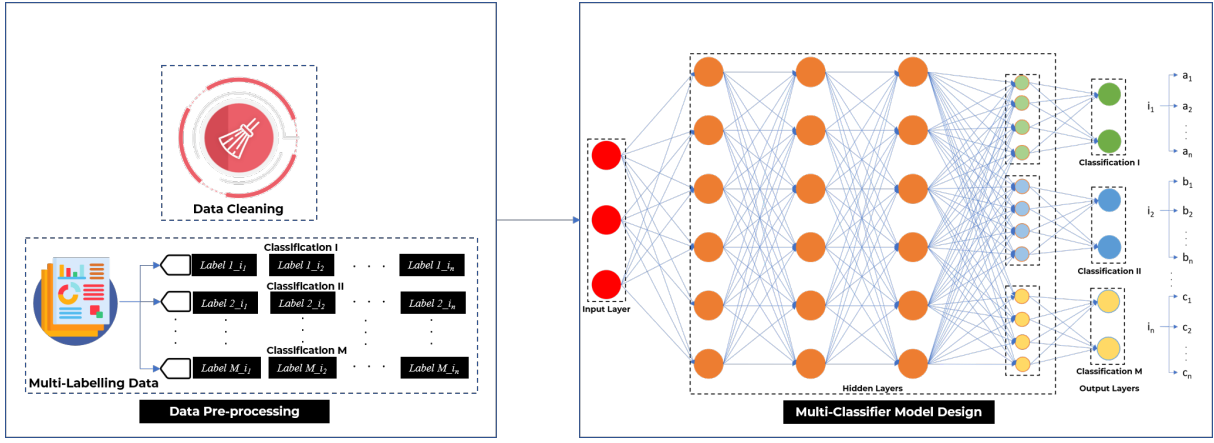 Data Cleaning
Classification I
Label 1_i₁ Label 1_i₂ . . . Label 1_iₙ
Classification II
Label 2_i₁ Label 2_i₂ . . . Label 2_iₙ
Classification M
Label M_i₁ Label M_i₂ . . . Label M_iₙ
Multi-Labelling Data
Data Pre-processing
Input Layer
Hidden Layers
Classification I
Classification II
Classification M
Output Layers
i₁
a₁
a₂
aₙ
i₂
b₁
b₂
bₙ
iₙ
c₁
c₂
cₙ
Multi-Classifier Model Design